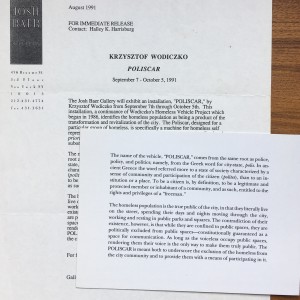 JOSH
BAER
GALLERY
August 1991
FOR IMMEDIATE RELEASE
Contact: Halley K. Harrisburg
KRZYSZTOF WODICZKO
POLISCAR
September 7 - October 5, 1991
The Josh Baer Gallery will exhibit an installation, "POLISCAR," by
Krzysztof Wodiczko from September 7th through October 5th. This
installation, a continuance of Wodiczko's Homeless Vehicle Project which
began in 1988, identifies the homeless population as being a product of the
transformation and revitalization of the city. The Poliscar, designed for a
of homeless, is specifically a machine for homeless self
The name of the vehicle, "POLISCAR," comes from the same root as police,
policy, and politics, namely, from the Greek word for city-state, polis. In an-
cient Greece the word referred more to a state of society characterized by a
sense of community and participation of the citizen (polites), than to an in-
stitution or a place. To be a citizen is, by definition, to be a legitimate and
protected member or inhabitant of a community, and as such, entitled to the
rights and privileges of a "freeman."
The homeless population is the true public of the city, in that they literally live
on the street, spending their days and nights moving through the city,
working and resting in public parks and squares. The contradiction of their
existence, however, is that while they are confined to public spaces, they are
politically excluded from public spaces—constitutionally guaranteed as a
space for communication. As long as the voiceless occupy public spaces,
rendering them their voice is the only way to make them truly public. The
POLISCAR is meant both to underscore the exclusion of the homeless from
the city community and to provide them with a means of participating in it.